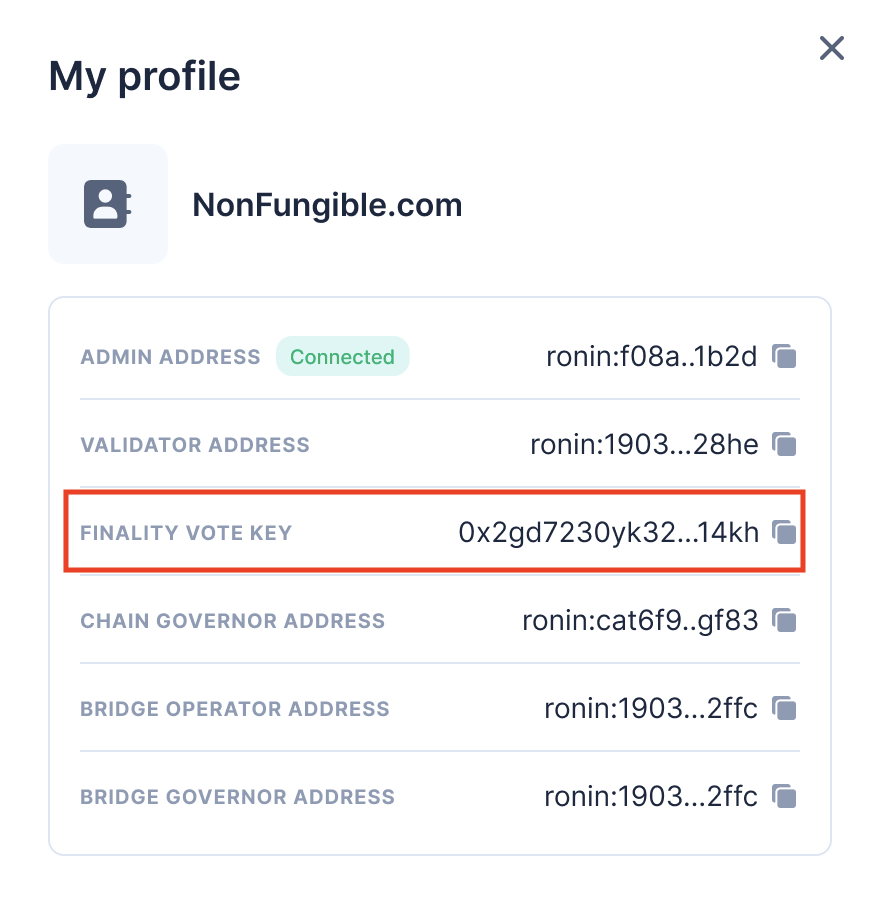 My profile
NonFungible.com
ADMIN ADDRESS Connected ronin:f08a..1b2d
VALIDATOR ADDRESS ronin:1903...28he
FINALITY VOTE KEY 0x2gd7230yk32...14kh
CHAIN GOVERNOR ADDRESS ronin:cat6f9..gf83
BRIDGE OPERATOR ADDRESS ronin:1903...2ffc
BRIDGE GOVERNOR ADDRESS ronin:1903...2ffc